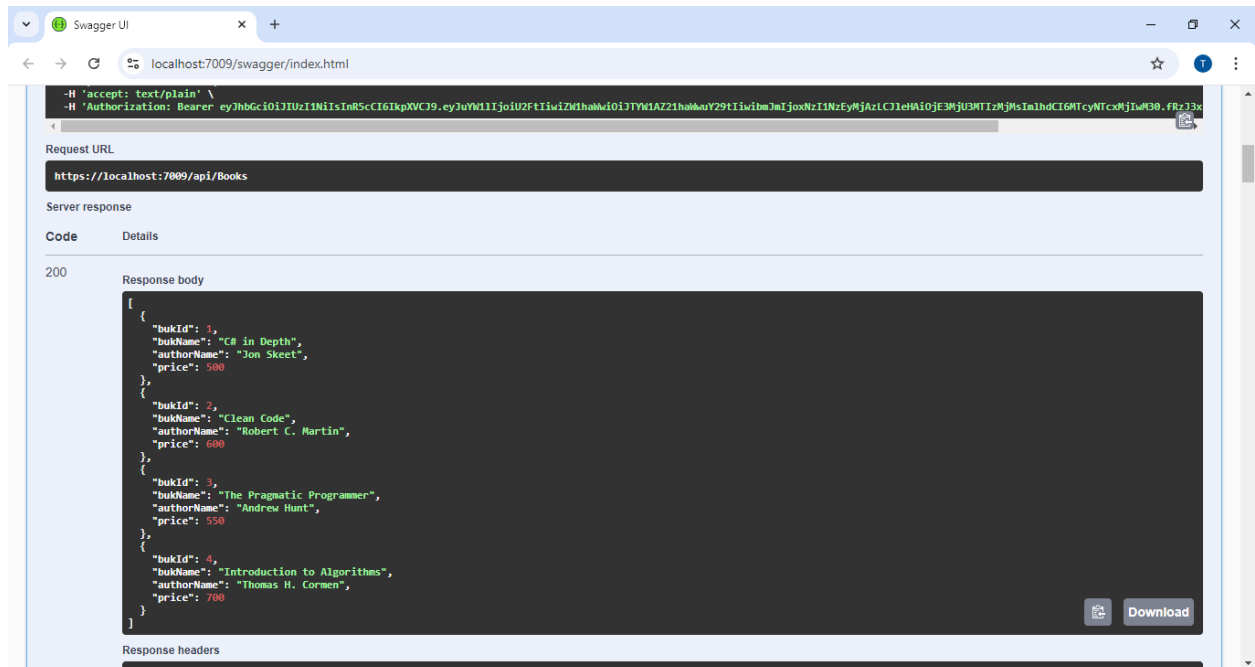 Swagger UI
localhost:7009/swagger/index.html
T
-H 'accept: text/plain' \
-H 'Authorization: Bearer
Request URL
https://localhost:7009/api/Books
Server response
Code Details
200
Response body
[
{
"bukId": 1,
"bukName": "C# in Depth",
"authorName": "Jon Skeet",
"price": 500
},
{
"bukId": 2,
"bukName": "Clean Code",
"authorName": "Robert C. Martin",
"price": 600
},
{
"bukId": 3,
"bukName": "The Pragmatic Programmer",
"authorName": "Andrew Hunt",
"price": 550
},
{
"bukId": 4,
"bukName": "Introduction to Algorithms",
"authorName": "Thomas H. Cormen",
"price": 700
}
]
Download
Response headers